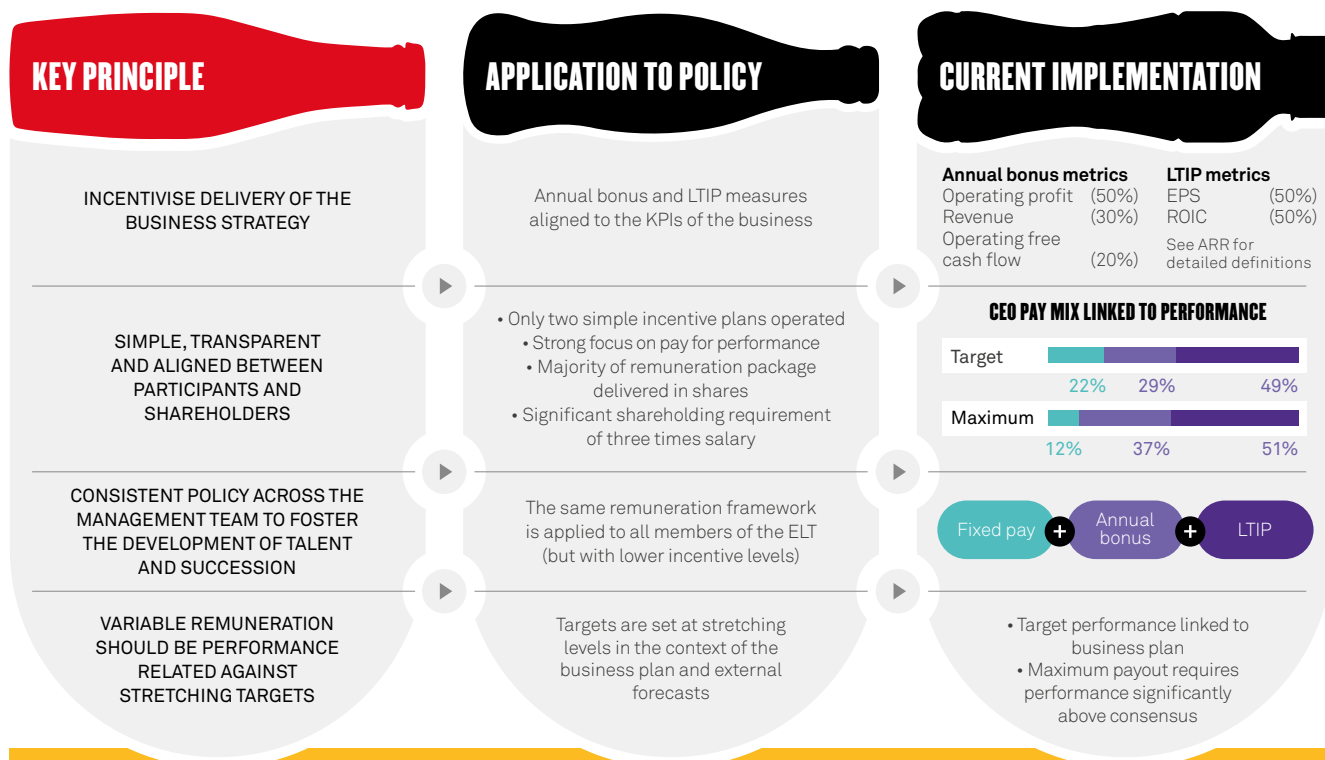 KEY PRINCIPLE
APPLICATION TO POLICY
CURRENT IMPLEMENTATION
INCENTIVISE DELIVERY OF THE
BUSINESS STRATEGY
Annual bonus and LTIP measures
aligned to the KPIs of the business
Annual bonus metrics
Operating profit (50%)
Revenue (30%)
Operating free
cash flow (20%)
LTIP metrics
EPS (50%)
ROIC (50%)
See ARR for
detailed definitions
SIMPLE, TRANSPARENT
AND ALIGNED BETWEEN
PARTICIPANTS AND
SHAREHOLDERS
• Only two simple incentive plans operated
• Strong focus on pay for performance
• Majority of remuneration package
delivered in shares
• Significant shareholding requirement
of three times salary
CEO PAY MIX LINKED TO PERFORMANCE
Target
22% 29% 49%
Maximum
12% 37% 51%
CONSISTENT POLICY ACROSS THE
MANAGEMENT TEAM TO FOSTER
THE DEVELOPMENT OF TALENT
AND SUCCESSION
The same remuneration framework
is applied to all members of the ELT
(but with lower incentive levels)
Fixed pay + Annual bonus + LTIP
VARIABLE REMUNERATION
SHOULD BE PERFORMANCE
RELATED AGAINST
STRETCHING TARGETS
Targets are set at stretching
levels in the context of the
business plan and external
forecasts
• Target performance linked to
business plan
• Maximum payout requires
performance significantly
above consensus